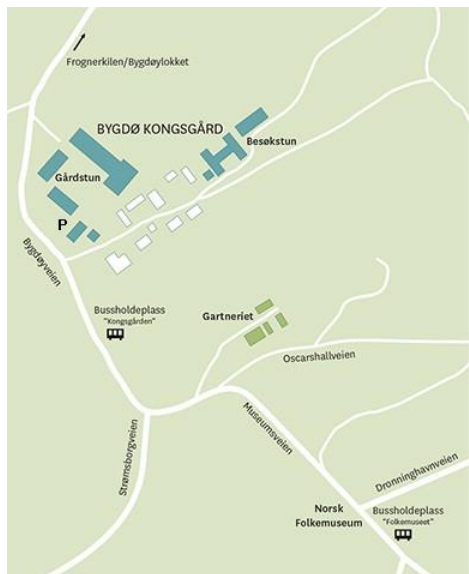 Frognerkilen/Bygdøylokket
BYGDØ KONGSGÅRD
Besøkstun
Gårdstun
P
Bygdøyveien
Bussholdeplass
"Kongsgården"
Gartneriet
Oscarshallveien
Museumsveien
Strømsborgveien
Dronninghavnveien
Norsk
Folkemuseum
Bussholdeplass
"Folkemuseet"